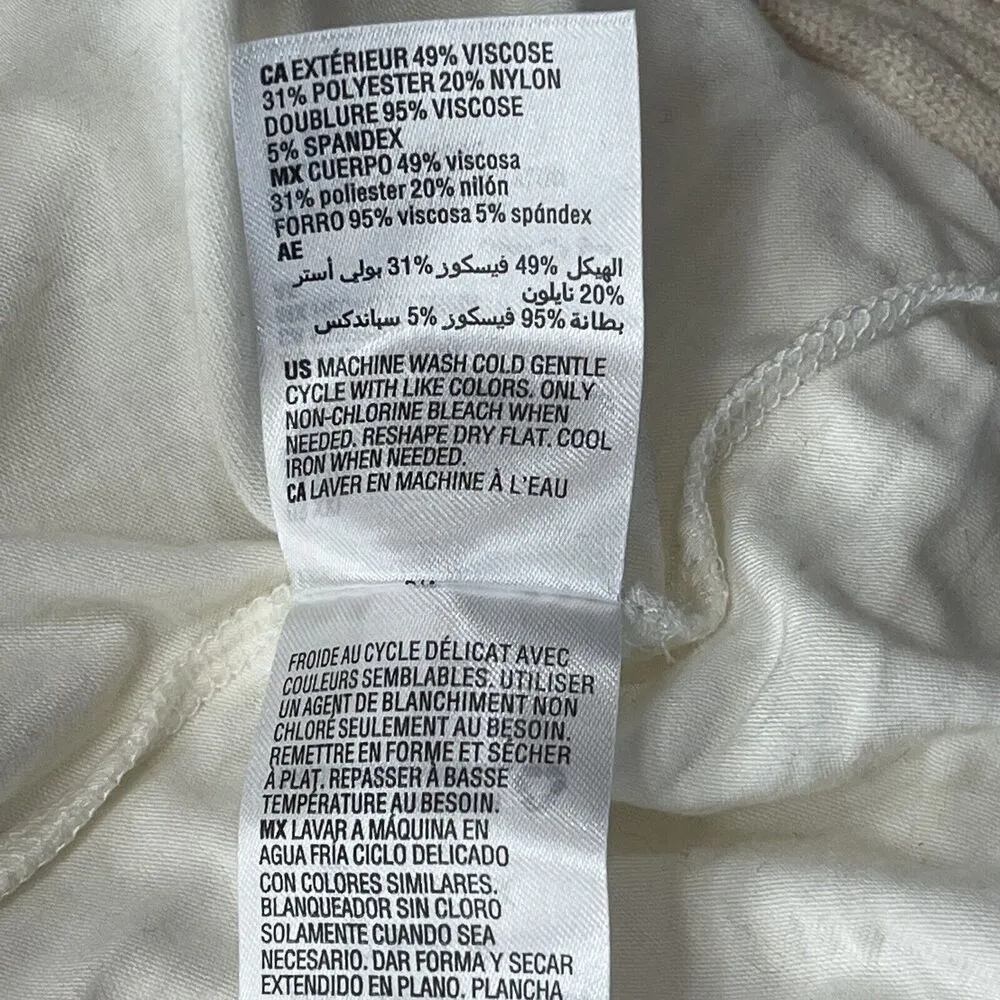 CA EXTÉRIEUR 49% VISCOSE
31% POLYESTER 20% NYLON
DOUBLURE 95% VISCOSE
5% SPANDEX
MX CUERPO 49% viscosa
31% poliester 20% nilón
FORRO 95% viscosa 5% spándex
AE
الهيكل 49% فيسكوز 31% بولي أستر
20% نايلون
بطانة 95% فيسكوز 5% سباندكس
US MACHINE WASH COLD GENTLE
CYCLE WITH LIKE COLORS. ONLY
NON-CHLORINE BLEACH WHEN
NEEDED. RESHAPE DRY FLAT. COOL
IRON WHEN NEEDED.
CA LAVER EN MACHINE À L'EAU
FROIDE AU CYCLE DÉLICAT AVEC
COULEURS SEMBLABLES. UTILISER
UN AGENT DE BLANCHIMENT NON
CHLORÉ SEULEMENT AU BESOIN.
REMETTRE EN FORME ET SÉCHER
À PLAT. REPASSER À BASSE
TEMPÉRATURE AU BESOIN.
MX LAVAR A MÁQUINA EN
AGUA FRÍA CICLO DELICADO
CON COLORES SIMILARES.
BLANQUEADOR SIN CLORO
SOLAMENTE CUANDO SEA
NECESARIO. DAR FORMA Y SECAR
EXTENDIDO EN PLANO. PLANCHA